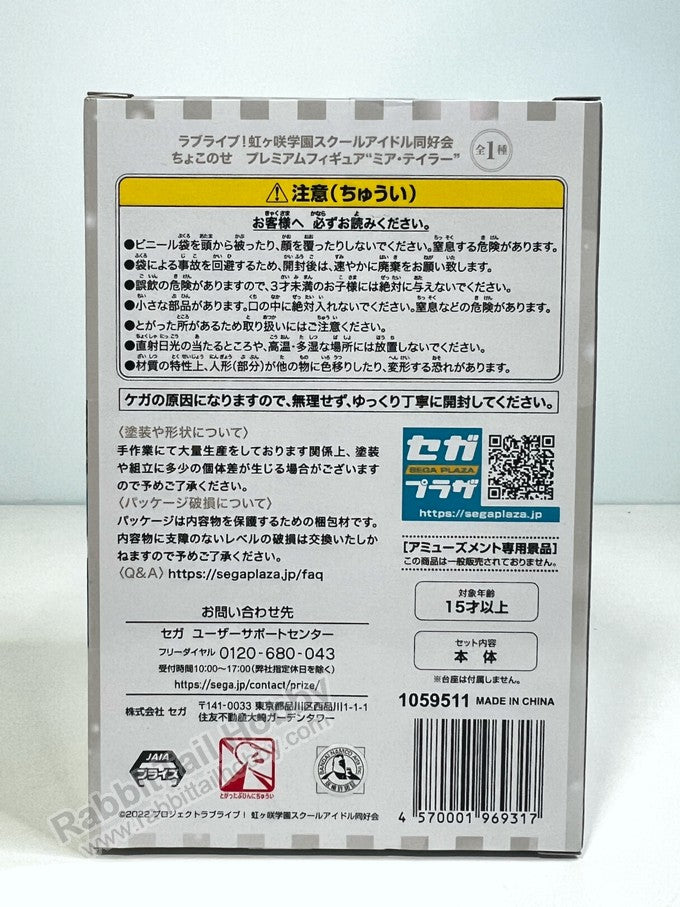 ラブライブ!虹ヶ咲学園スクールアイドル同好会
ちょこのせ プレミアムフィギュア“ミア・テイラー”
全1種
⚠注意(ちゅうい)
お客様へ 必ずお読みください。
●ビニール袋を頭から被ったり、顔を覆ったりしないでください。窒息する危険があります。
●袋による事故を回避するため、開封後は、速やかに廃棄をお願い致します。
●誤飲の危険がありますので、3才未満のお子様には絶対に与えないでください。
●小さな部品があります。口の中に絶対入れないでください。窒息などの危険があります。
●とがった所があるため取り扱いにはご注意ください。
●直射日光の当たるところや、高温・多湿な場所には放置しないでください。
●材質の特性上、人形(部分)が他の物に色移りしたり、変形する恐れがあります。
ケガの原因になりますので、無理せず、ゆっくり丁寧に開封してください。
〈塗装や形状について〉
手作業にて大量生産をしております関係上、塗装
や組立に多少の個体差が生じる場合がございます
ので予めご了承ください。
〈パッケージ破損について〉
パッケージは内容物を保護するための梱包材です。
内容物に支障のないレベルの破損は交換いたしか
ねますので予めご了承ください。
〈Q&A〉https://segaplaza.jp/faq
セガ
SEGA PLAZA
プラザ
https://segaplaza.jp
[アミューズメント専用景品]
この商品は一般販売されておりません。
対象年齢
15才以上
セット内容
本体
※台座は付属しません。
お問い合わせ先
セガ ユーザーサポートセンター
フリーダイヤル 0120-680-043
受付時間10:00〜17:00(弊社指定休日を除く)
https://sega.jp/contact/prize/
株式会社 セガ 〒141-0033 東京都品川区西品川1-1-1
住友不動産大崎ガーデンタワー
1059511 MADE IN CHINA
JAIA
プライズ
とがったぶひんにちゅうい
BANDAI NAMCO
4 570001 969317
©2022 プロジェクトラブライブ!虹ヶ咲学園スクールアイドル同好会
Rabbit Tail Hobby
www.rabbittailhobby.com